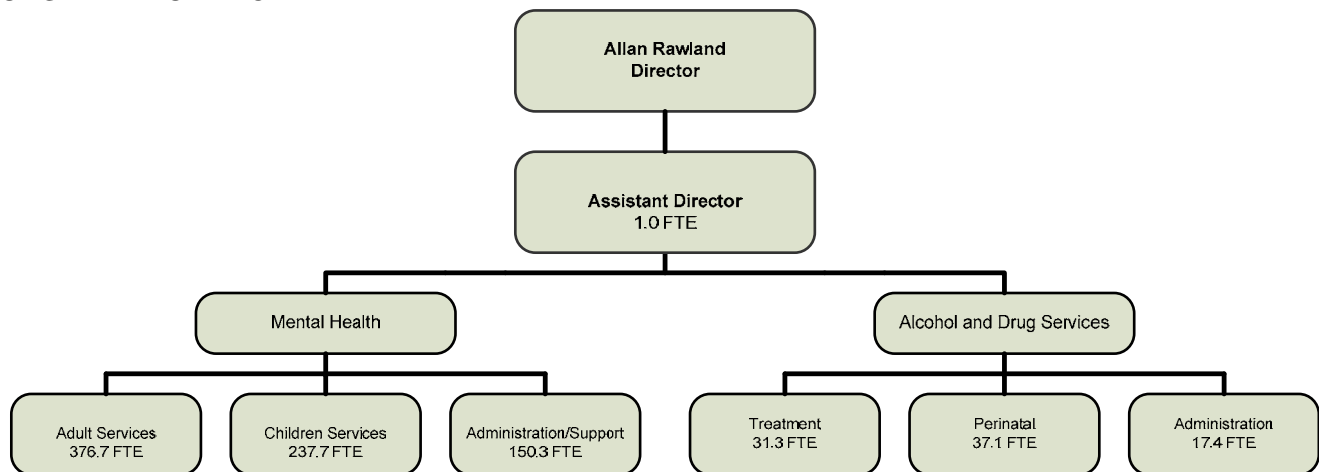 Allan Rawland
Director
Assistant Director
1.0 FTE
Mental Health
Alcohol and Drug Services
Adult Services
376.7 FTE
Children Services
237.7 FTE
Administration/Support
150.3 FTE
Treatment
31.3 FTE
Perinatal
37.1 FTE
Administration
17.4 FTE